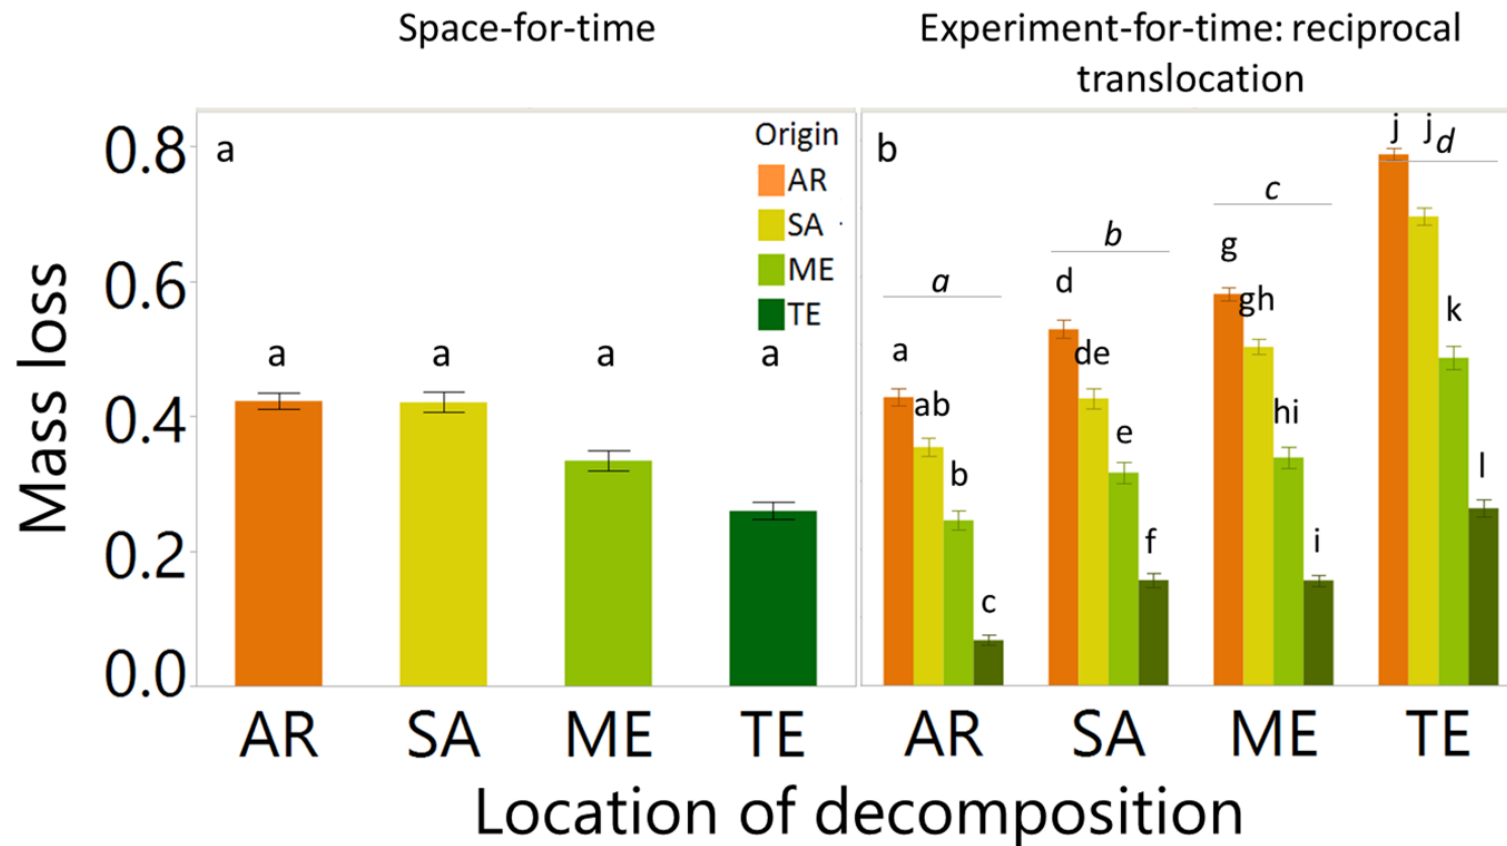 Space-for-time
Experiment-for-time: reciprocal
translocation
Mass loss
0.8
0.6
0.4
0.2
0.0
a
a a a a
Origin
AR
SA
ME
TE
AR SA ME TE
b
a
a
ab
b
c
b
d
de
e
f
c
g
gh
hi
i
j j d
k
l
AR SA ME TE
Location of decomposition